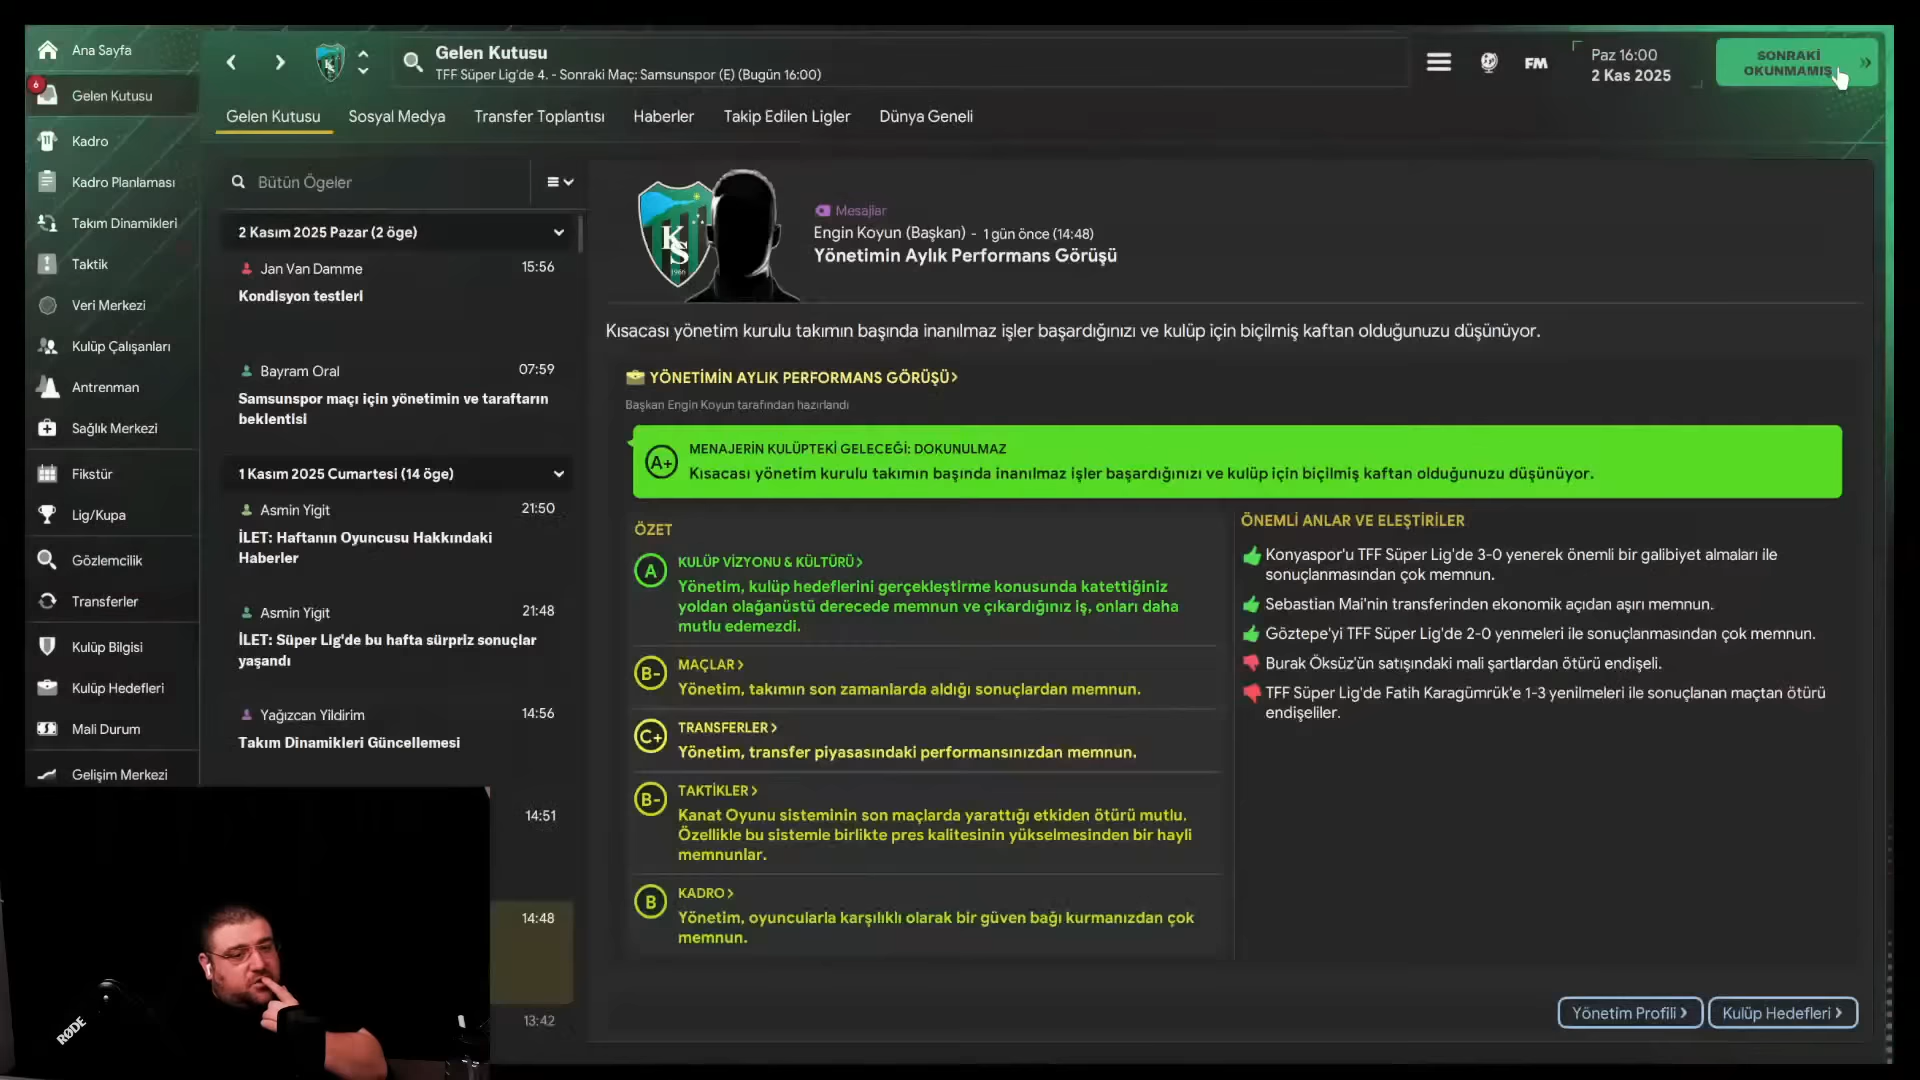 Ana Sayfa
6
Gelen Kutusu
Kadro
Kadro Planlaması
Takım Dinamikleri
Taktik
Veri Merkezi
Kulüp Çalışanları
Antrenman
Sağlık Merkezi
Fikstür
Lig/Kupa
Gözlemcilik
Transferler
Kulüp Bilgisi
Kulüp Hedefleri
Mali Durum
Gelişim Merkezi
Gelen Kutusu
TFF Süper Lig'de 4. - Sonraki Maç: Samsunspor (E) (Bugün 16:00)
FM
Paz 16:00
2 Kas 2025
SONRAKİ
OKUNMAMIŞ
Gelen Kutusu
Sosyal Medya
Transfer Toplantısı
Haberler
Takip Edilen Ligler
Dünya Geneli
Bütün Ögeler
2 Kasım 2025 Pazar (2 öge)
Jan Van Damme 15:56
Kondisyon testleri
Bayram Oral 07:59
Samsunspor maçı için yönetimin ve taraftarın
beklentisi
1 Kasım 2025 Cumartesi (14 öge)
Asmin Yigit 21:50
İLET: Haftanın Oyuncusu Hakkındaki
Haberler
Asmin Yigit 21:48
İLET: Süper Lig'de bu hafta sürpriz sonuçlar
yaşandı
Yağızcan Yildirim 14:56
Takım Dinamikleri Güncellemesi
14:51
14:48
13:42
KS
1966
Mesajlar
Engin Koyun (Başkan) - 1 gün önce (14:48)
Yönetimin Aylık Performans Görüşü
Kısacası yönetim kurulu takımın başında inanılmaz işler başardığınızı ve kulüp için biçilmiş kaftan olduğunuzu düşünüyor.
YÖNETİMİN AYLIK PERFORMANS GÖRÜŞÜ>
Başkan Engin Koyun tarafından hazırlandı
A+
MENAJERİN KULÜPTEKİ GELECEĞİ: DOKUNULMAZ
Kısacası yönetim kurulu takımın başında inanılmaz işler başardığınızı ve kulüp için biçilmiş kaftan olduğunuzu düşünüyor.
ÖZET
A
KULÜP VİZYONU & KÜLTÜRÜ>
Yönetim, kulüp hedeflerini gerçekleştirme konusunda katettiğiniz
yoldan olağanüstü derecede memnun ve çıkardığınız iş, onları daha
mutlu edemezdi.
B-
MAÇLAR>
Yönetim, takımın son zamanlarda aldığı sonuçlardan memnun.
C+
TRANSFERLER>
Yönetim, transfer piyasasındaki performansınızdan memnun.
B-
TAKTİKLER>
Kanat Oyunu sisteminin son maçlarda yarattığı etkiden ötürü mutlu.
Özellikle bu sistemle birlikte pres kalitesinin yükselmesinden bir hayli
memnunlar.
B
KADRO>
Yönetim, oyuncularla karşılıklı olarak bir güven bağı kurmanızdan çok
memnun.
ÖNEMLİ ANLAR VE ELEŞTİRİLER
Konyaspor'u TFF Süper Lig'de 3-0 yenerek önemli bir galibiyet almaları ile
sonuçlanmasından çok memnun.
Sebastian Mai'nin transferinden ekonomik açıdan aşırı memnun.
Göztepe'yi TFF Süper Lig'de 2-0 yenmeleri ile sonuçlanmasından çok memnun.
Burak Öksüz'ün satışındaki mali şartlardan ötürü endişeli.
TFF Süper Lig'de Fatih Karagümrük'e 1-3 yenilmeleri ile sonuçlanan maçtan ötürü
endişeliler.
Yönetim Profili >
Kulüp Hedefleri >
RØDE